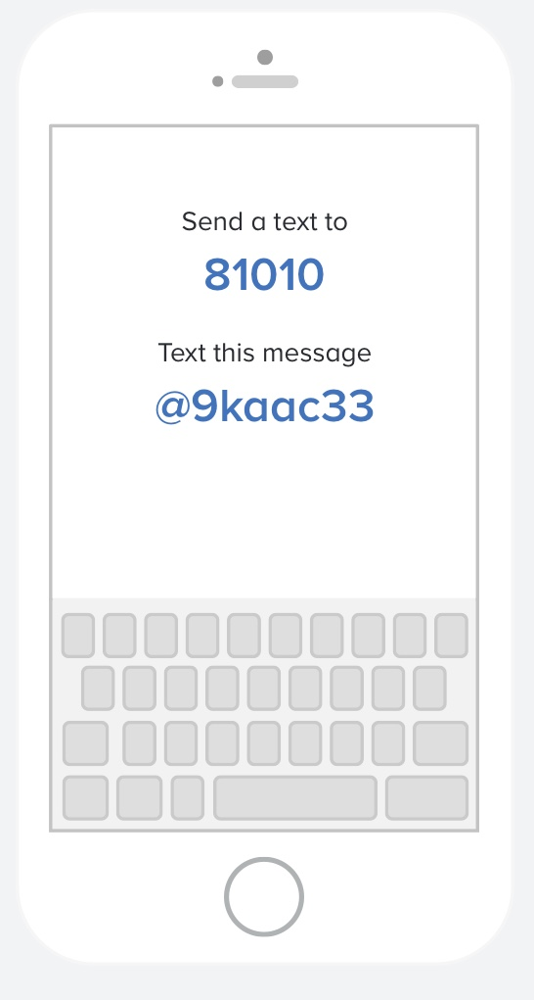 Send a text to
81010
Text this message
@9kaac33